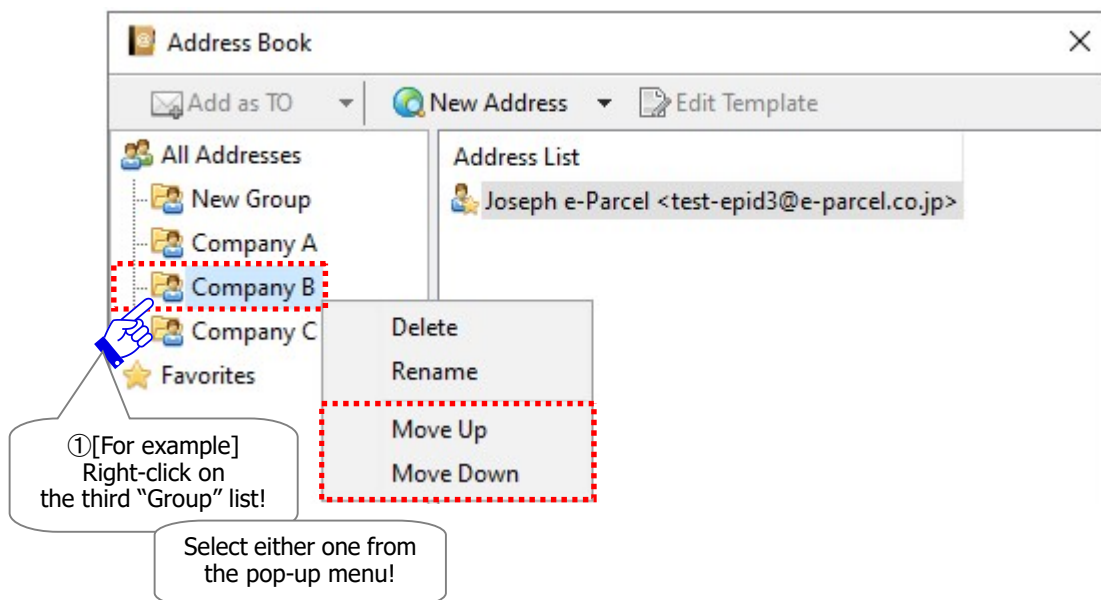 Address Book
Add as TO
New Address
Edit Template
All Addresses
New Group
Company A
Company B
Company C
Favorites
Address List
Joseph e-Parcel <test-epid3@e-parcel.co.jp>
Delete
Rename
Move Up
Move Down
①[For example]
Right-click on
the third “Group” list!
Select either one from
the pop-up menu!